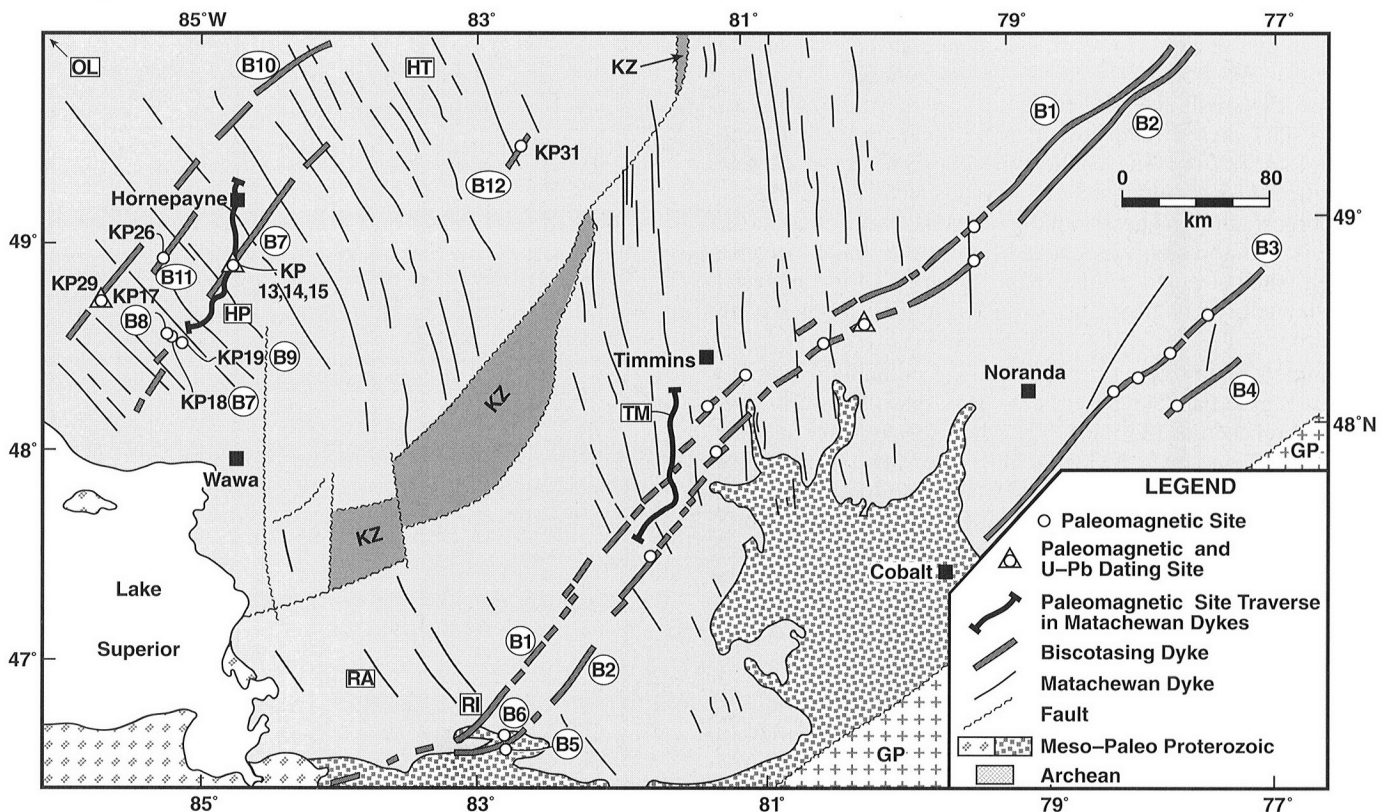 85°W
83°
81°
79°
77°
OL
B10
HT
KZ
B1
B2
KP31
B12
0 80
km
Hornepayne
49°
49°
KP26
B7
B3
B11
KP
13,14,15
KP29
KP17
B8
HP
KP19 B9
Timmins
Noranda
KP18 B7
KZ
TM
B4
48°
48°N
Wawa
GP
KZ
Cobalt
Lake
Superior
B1
B2
47°
RA
RI
B6
B5
GP
LEGEND
Paleomagnetic Site
Paleomagnetic and
U–Pb Dating Site
Paleomagnetic Site Traverse
in Matachewan Dykes
Biscotasing Dyke
Matachewan Dyke
Fault
Meso–Paleo Proterozoic
Archean
85°
83°
81°
79°
77°